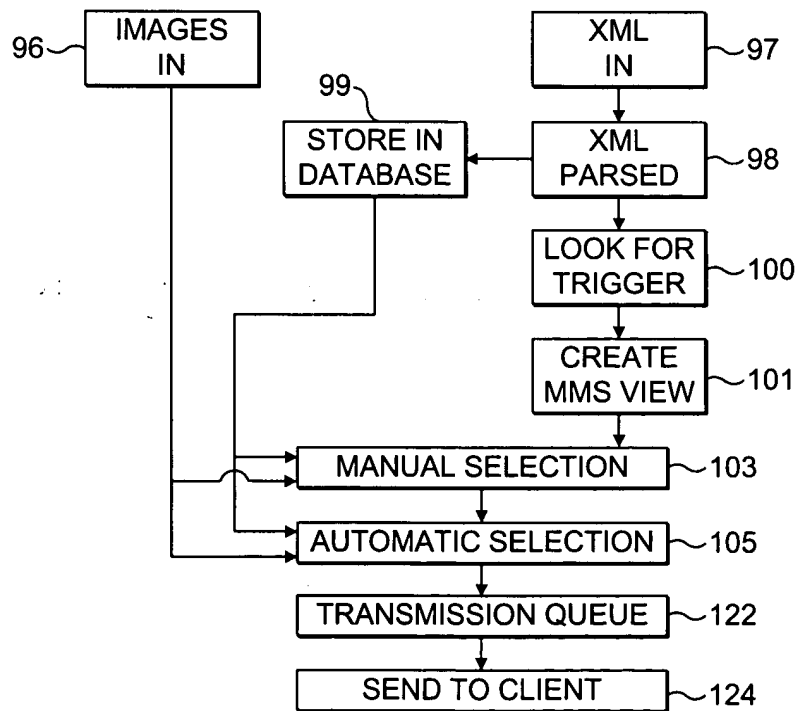 96
IMAGES
IN
XML
IN
97
99
STORE IN
DATABASE
XML
PARSED
98
LOOK FOR
TRIGGER
100
CREATE
MMS VIEW
101
MANUAL SELECTION
103
AUTOMATIC SELECTION
105
TRANSMISSION QUEUE
122
SEND TO CLIENT
124